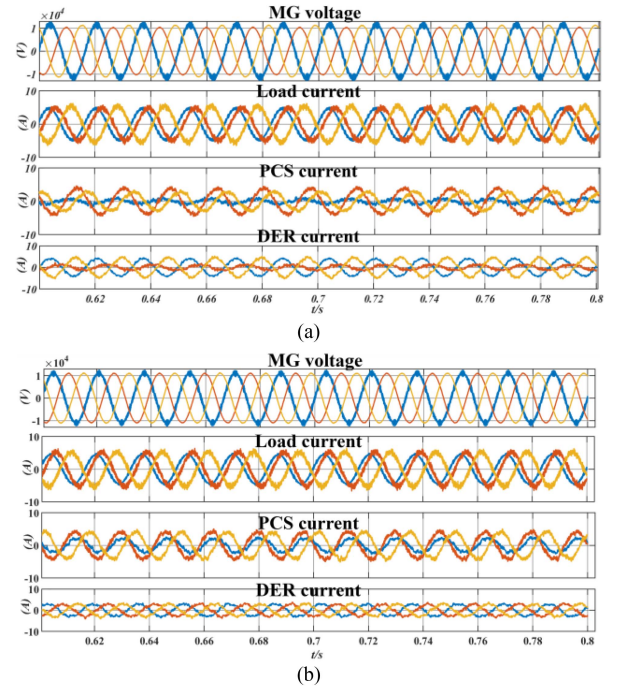 ×10⁴ MG voltage
(V) 1 0 -1
Load current
(A) 10 0 -10
PCS current
(A) 10 0 -10
DER current
(A) 10 0 -10
0.62 0.64 0.66 0.68 0.7 0.72 0.74 0.76 0.78 0.8
t/s
(a)
×10⁴ MG voltage
(V) 1 0 -1
Load current
(A) 10 0 -10
PCS current
(A) 10 0 -10
DER current
(A) 10 0 -10
0.62 0.64 0.66 0.68 0.7 0.72 0.74 0.76 0.78 0.8
t/s
(b)